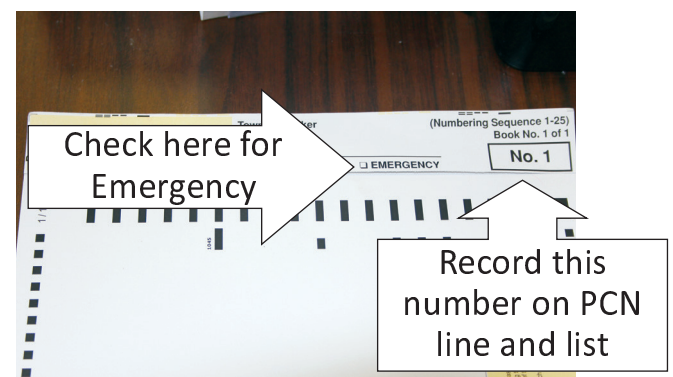 (Numbering Sequence 1-25)
Book No. 1 of 1
Check here for
Emergency
❏ EMERGENCY
No. 1
1045
Record this
number on PCN
line and list